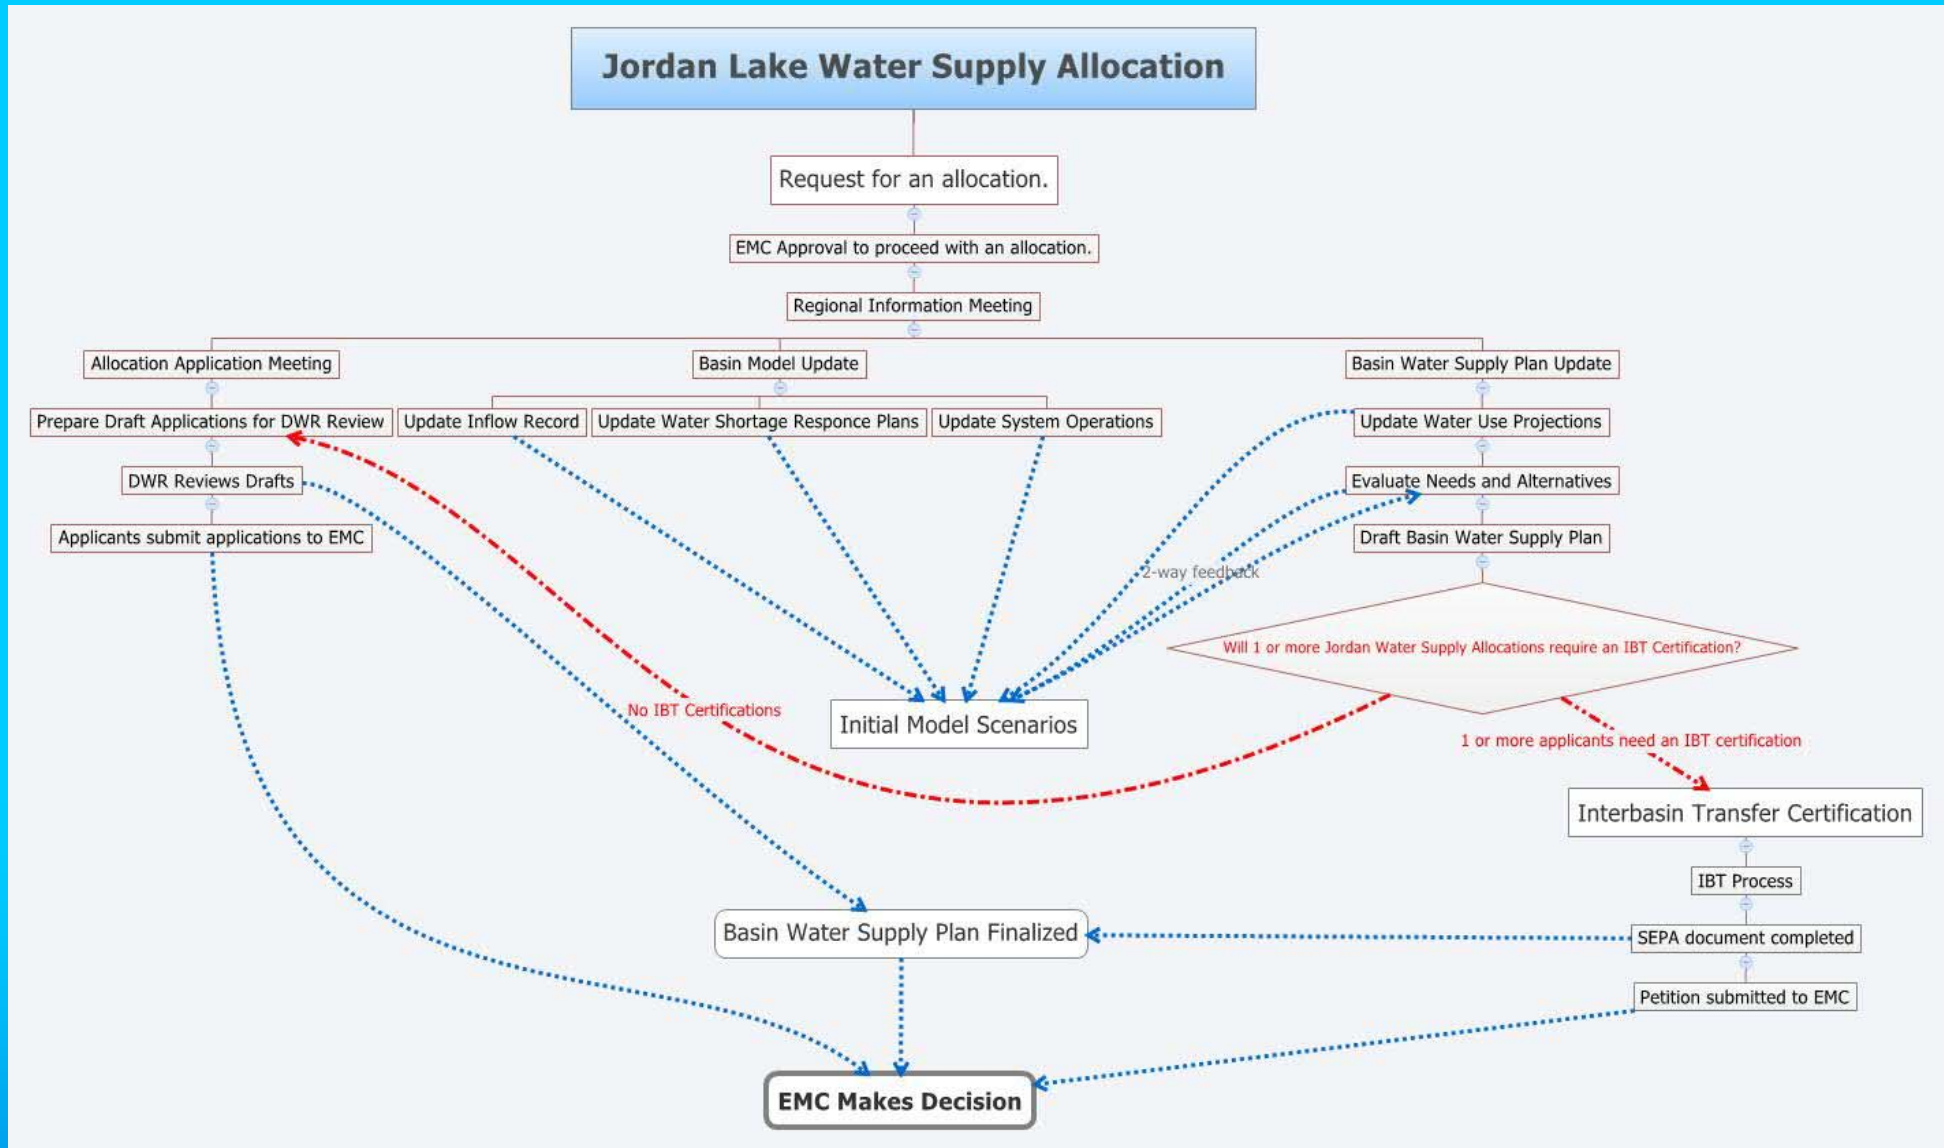 Jordan Lake Water Supply Allocation
Request for an allocation.
EMC Approval to proceed with an allocation.
Regional Information Meeting
Allocation Application Meeting
Basin Model Update
Basin Water Supply Plan Update
Prepare Draft Applications for DWR Review
Update Inflow Record
Update Water Shortage Responce Plans
Update System Operations
Update Water Use Projections
DWR Reviews Drafts
Evaluate Needs and Alternatives
Applicants submit applications to EMC
Draft Basin Water Supply Plan
2-way feedback
Will 1 or more Jordan Water Supply Allocations require an IBT Certification?
No IBT Certifications
Initial Model Scenarios
1 or more applicants need an IBT certification
Interbasin Transfer Certification
IBT Process
Basin Water Supply Plan Finalized
SEPA document completed
Petition submitted to EMC
EMC Makes Decision